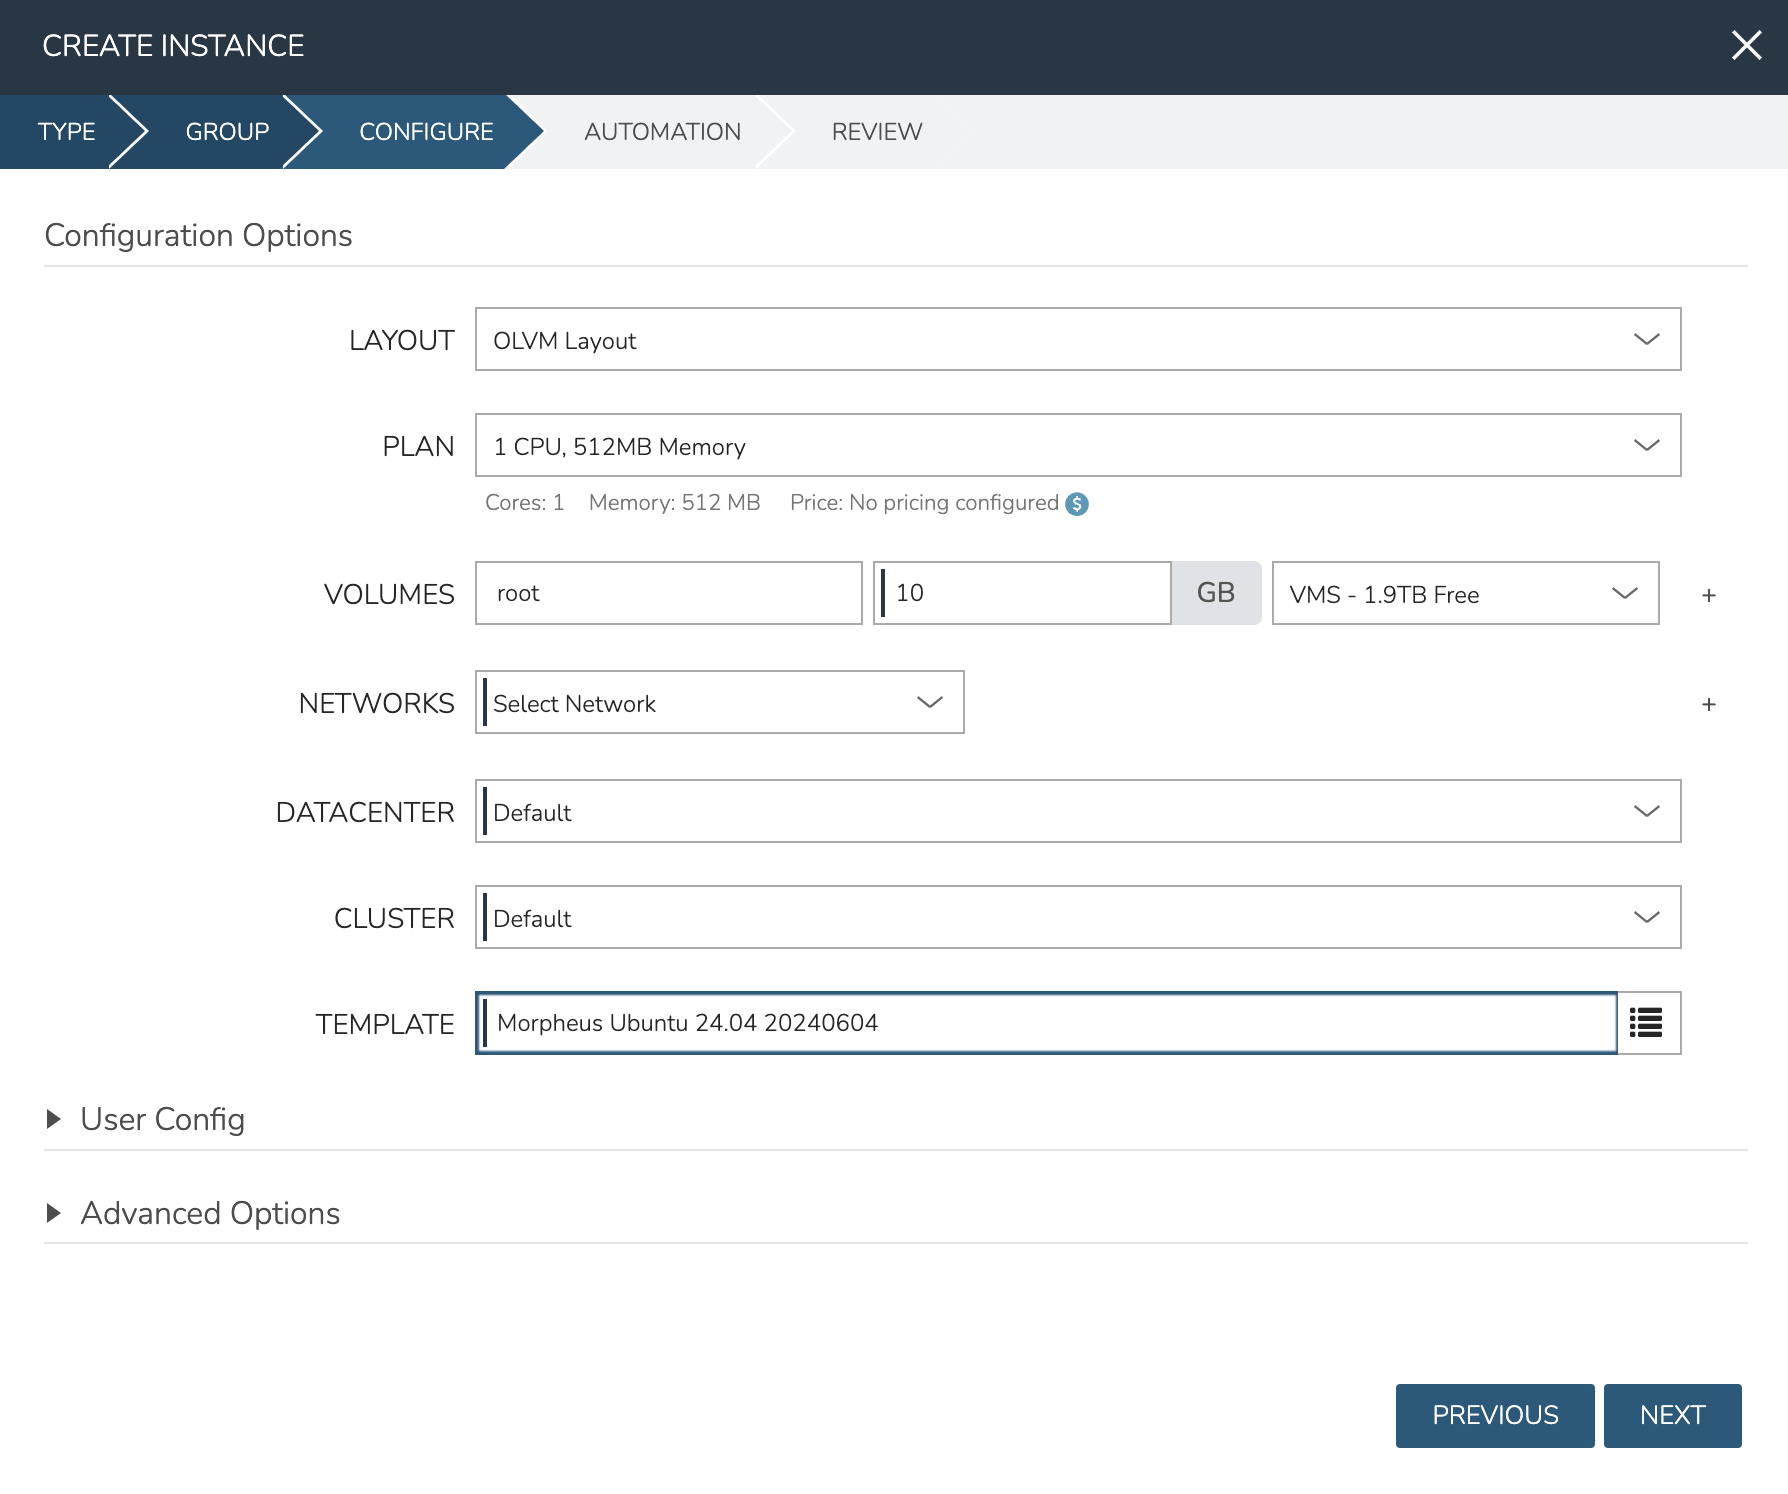 CREATE INSTANCE
TYPE GROUP CONFIGURE AUTOMATION REVIEW
Configuration Options
LAYOUT OLVM Layout
PLAN 1 CPU, 512MB Memory
Cores: 1 Memory: 512 MB Price: No pricing configured $
VOLUMES root 10 GB VMS - 1.9TB Free +
NETWORKS Select Network +
DATACENTER Default
CLUSTER Default
TEMPLATE Morpheus Ubuntu 24.04 20240604
User Config
Advanced Options
PREVIOUS NEXT